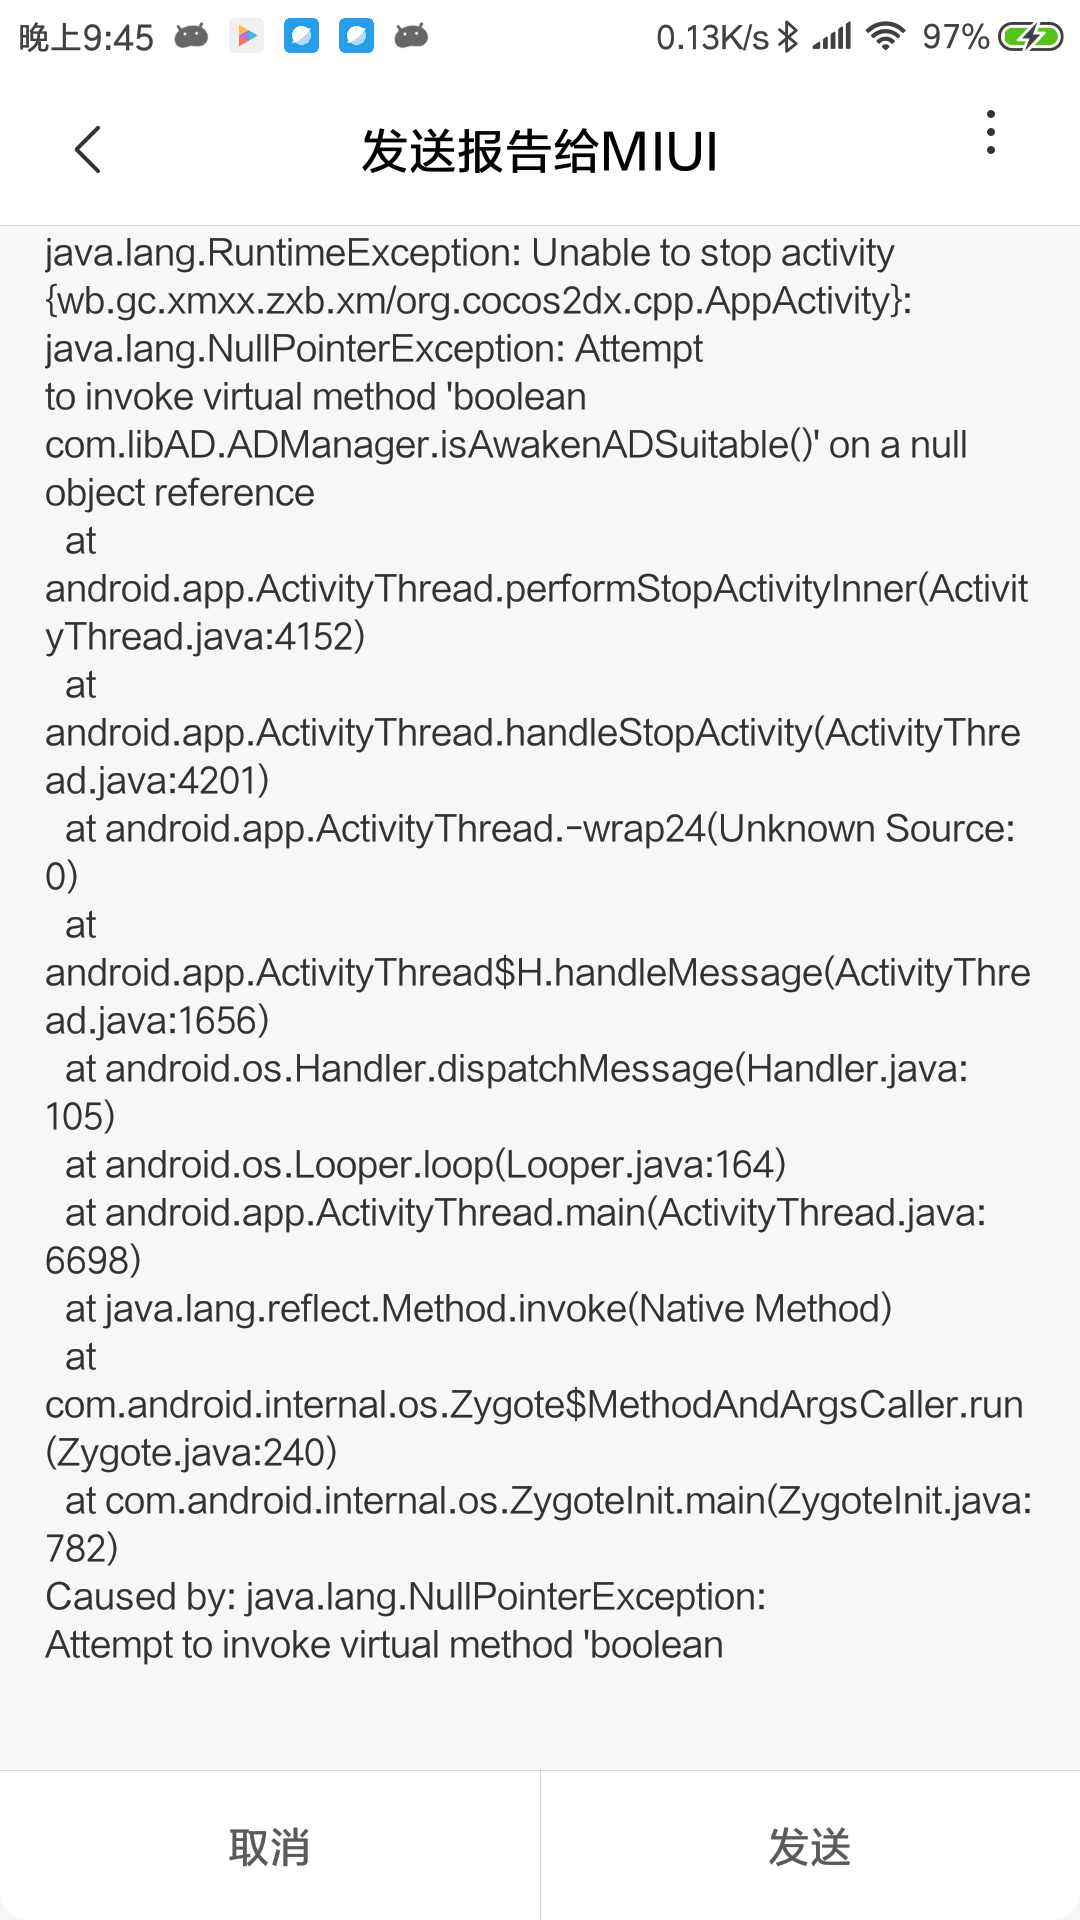 晚上9:45 0.13K/s 97%
发送报告给MIUI
java.lang.RuntimeException: Unable to stop activity
{wb.gc.xmxx.zxb.xm/org.cocos2dx.cpp.AppActivity}:
java.lang.NullPointerException: Attempt
to invoke virtual method 'boolean
com.libAD.ADManager.isAwakenADSuitable()' on a null
object reference
at
android.app.ActivityThread.performStopActivityInner(Activit
yThread.java:4152)
at
android.app.ActivityThread.handleStopActivity(ActivityThre
ad.java:4201)
at android.app.ActivityThread.-wrap24(Unknown Source:
0)
at
android.app.ActivityThread$H.handleMessage(ActivityThre
ad.java:1656)
at android.os.Handler.dispatchMessage(Handler.java:
105)
at android.os.Looper.loop(Looper.java:164)
at android.app.ActivityThread.main(ActivityThread.java:
6698)
at java.lang.reflect.Method.invoke(Native Method)
at
com.android.internal.os.Zygote$MethodAndArgsCaller.run
(Zygote.java:240)
at com.android.internal.os.ZygoteInit.main(ZygoteInit.java:
782)
Caused by: java.lang.NullPointerException:
Attempt to invoke virtual method 'boolean
取消 发送